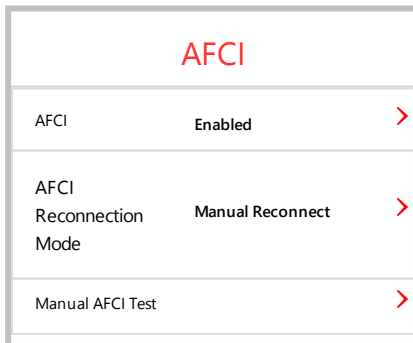 AFCI
AFCI Enabled
AFCI
Reconnection Manual Reconnect
Mode
Manual AFCI Test